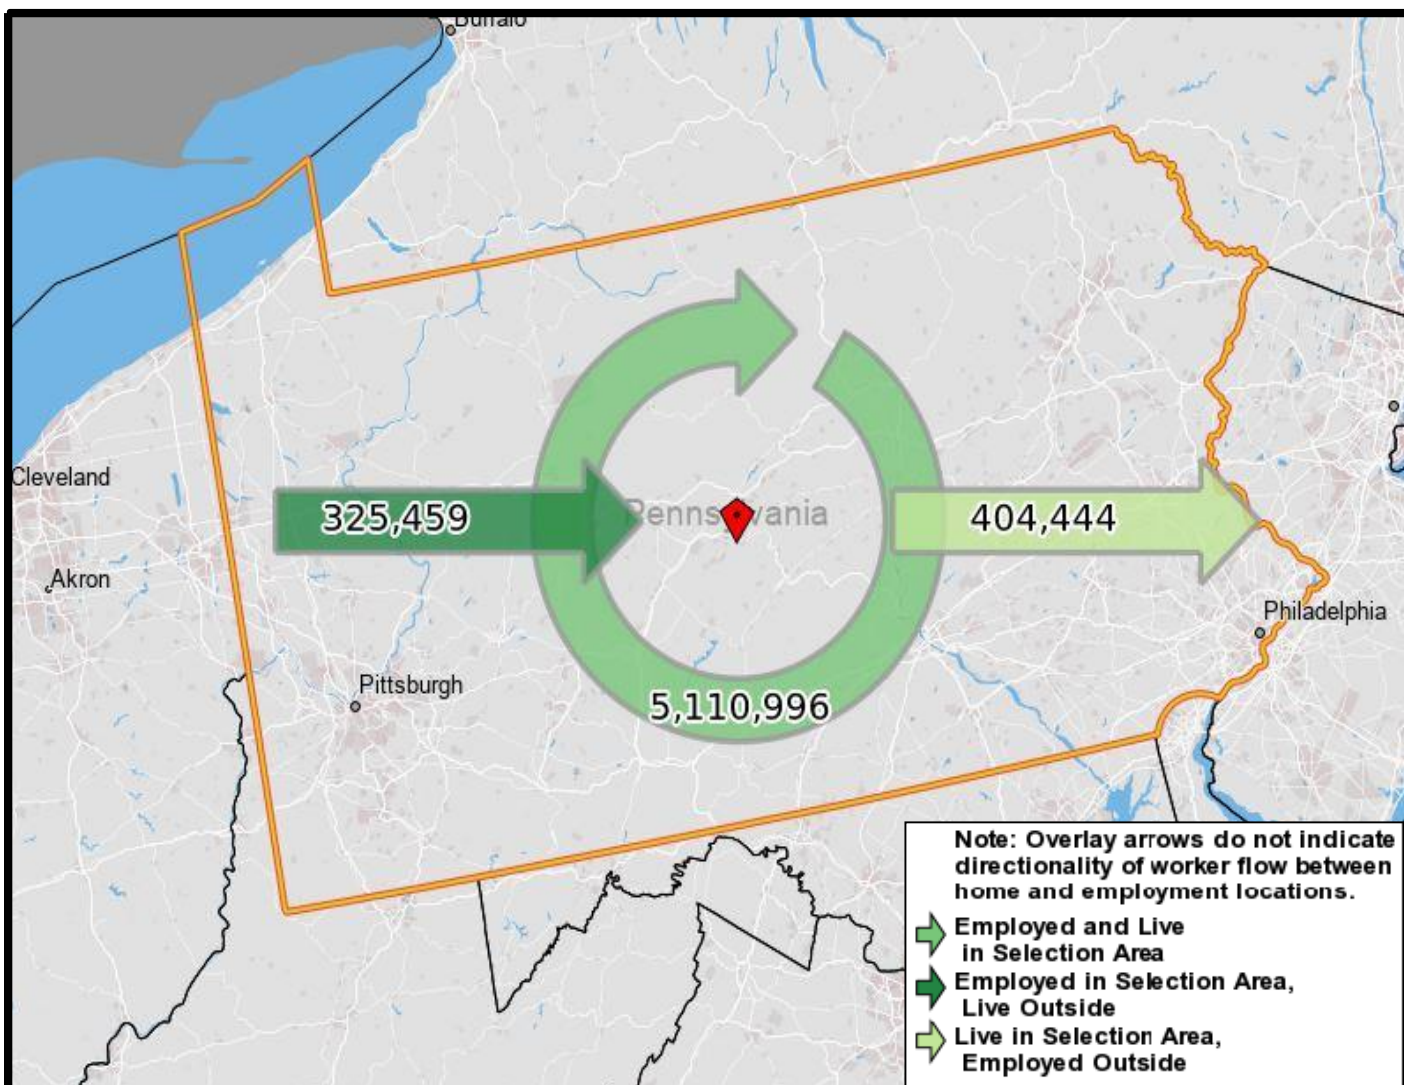 Buffalo
Cleveland
325,459
Pennsylvania
404,444
Akron
Philadelphia
Pittsburgh
5,110,996
Note: Overlay arrows do not indicate
directionality of worker flow between
home and employment locations.
Employed and Live
in Selection Area
Employed in Selection Area,
Live Outside
Live in Selection Area,
Employed Outside